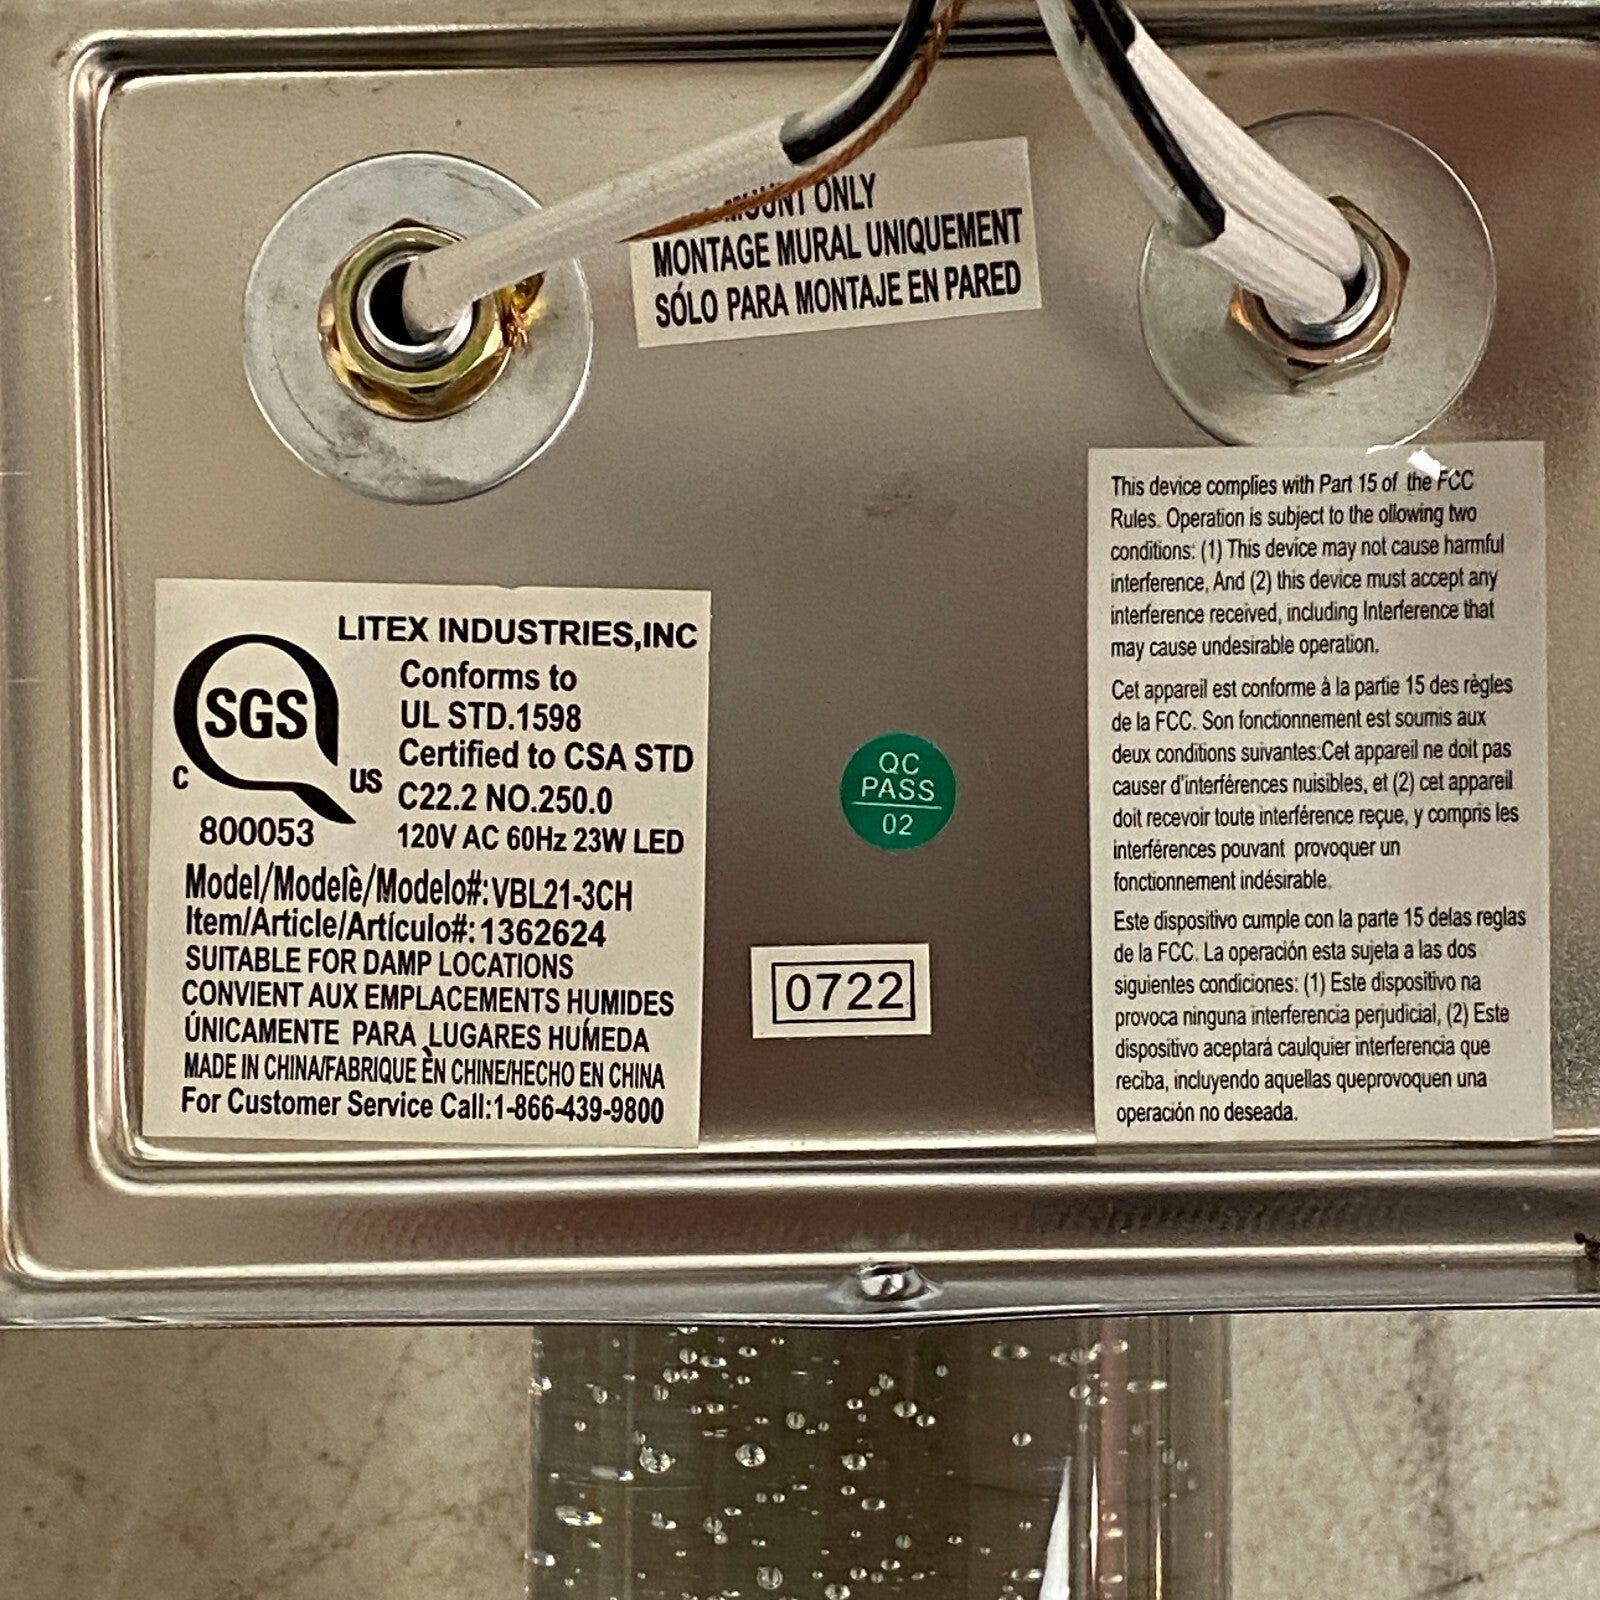 MOUNT ONLY
MONTAGE MURAL UNIQUEMENT
SÓLO PARA MONTAJE EN PARED
LITEX INDUSTRIES,INC
SGS
C US
800053
Conforms to
UL STD.1598
Certified to CSA STD
C22.2 NO.250.0
120V AC 60Hz 23W LED
Model/Modelè/Modelo#:VBL21-3CH
Item/Article/Artículo#:1362624
SUITABLE FOR DAMP LOCATIONS
CONVIENT AUX EMPLACEMENTS HUMIDES
ÚNICAMENTE PARA LUGARES HUḾEDA
MADE IN CHINA/FABRIQUE ÈN CHINE/HECHO EN CHINA
For Customer Service Call:1-866-439-9800
QC
PASS
02
0722
This device complies with Part 15 of the FCC
Rules. Operation is subject to the ollowing two
conditions: (1) This device may not cause harmful
interference, And (2) this device must accept any
interference received, including Interference that
may cause undesirable operation.
Cet appareil est conforme à la partie 15 des règles
de la FCC. Son fonctionnement est soumis aux
deux conditions suivantes:Cet appareil ne doit pas
causer d'interférences nuisibles, et (2) cet appareil
doit recevoir toute interférence reçue, y compris les
interférences pouvant provoquer un
fonctionnement indésirable.
Este dispositivo cumple con la parte 15 delas reglas
de la FCC. La operación esta sujeta a las dos
siguientes condiciones: (1) Este dispositivo na
provoca ninguna interferencia perjudicial, (2) Este
dispositivo aceptará caulquier interferencia que
reciba, incluyendo aquellas queprovoquen una
operación no deseada.